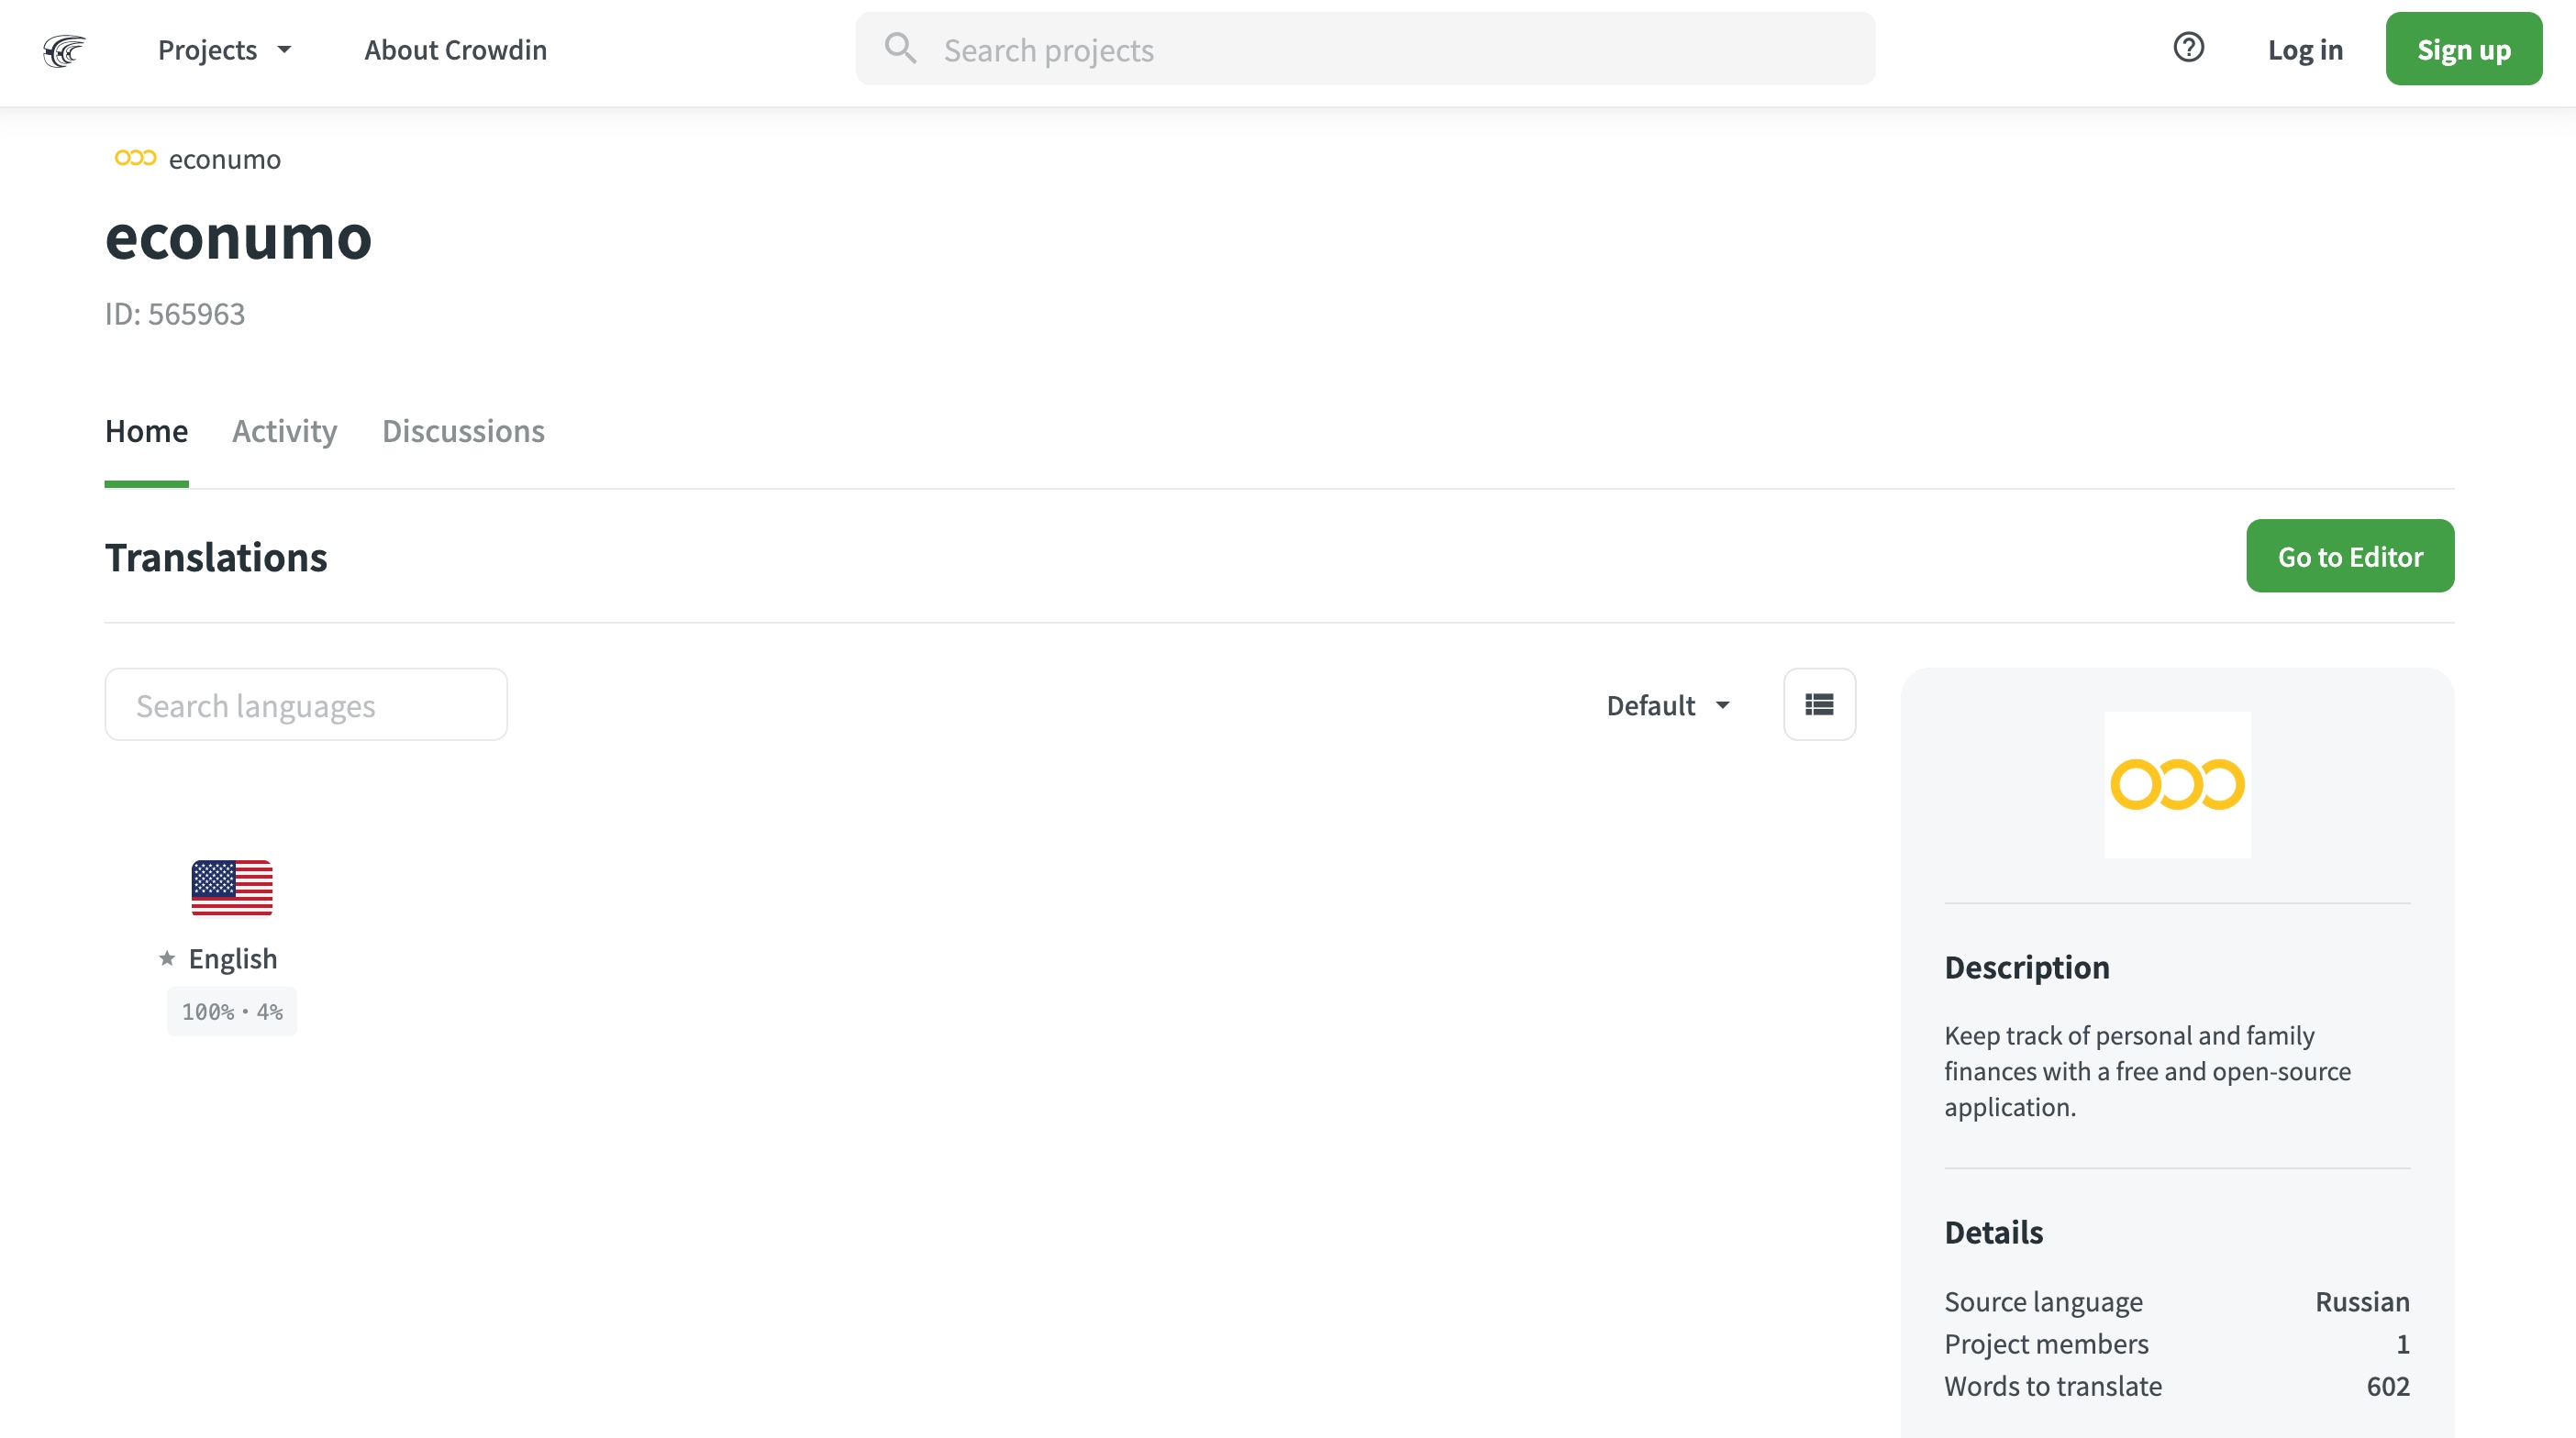 Projects
About Crowdin
Search projects
Log in
Sign up
econumo
econumo
ID: 565963
Home
Activity
Discussions
Translations
Go to Editor
Search languages
Default
English
100% • 4%
Description
Keep track of personal and family
finances with a free and open-source
application.
Details
Source language Russian
Project members 1
Words to translate 602